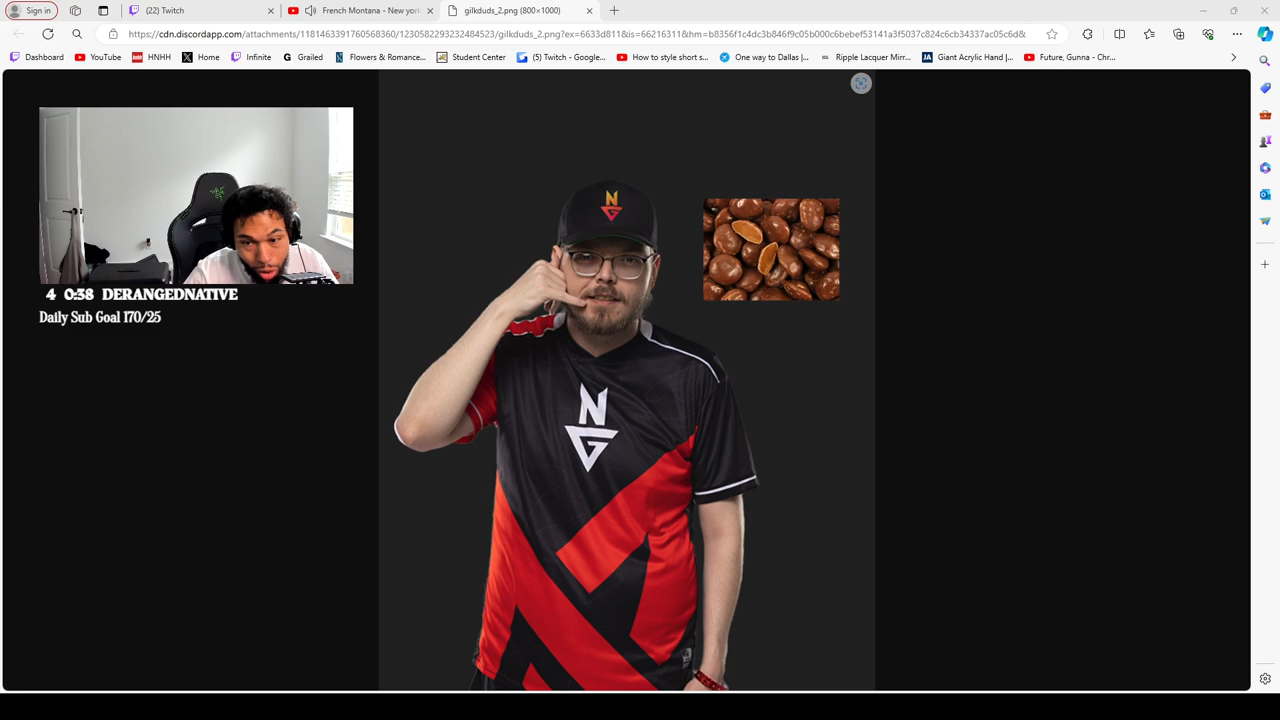 Sign in
(22) Twitch
French Montana - New york
gilkduds_2.png (800×1000)
https://cdn.discordapp.com/attachments/1181463391760568360/1230582293232484523/gilkduds_2.png?ex=6633d811&is=66216311&hm=b8356f1c4dc3b846f9c05b000c6bebef53141a3f5037c824c6cb34337ac05c6d&
Dashboard
YouTube
HNHH
Home
Infinite
Grailed
Flowers & Romance...
Student Center
(5) Twitch - Google...
How to style short s...
One way to Dallas |...
Ripple Lacquer Mirr...
Giant Acrylic Hand |...
Future, Gunna - Chr...
4 0:38 DERANGEDNATIVE
Daily Sub Goal 170/25
N
G
N
G